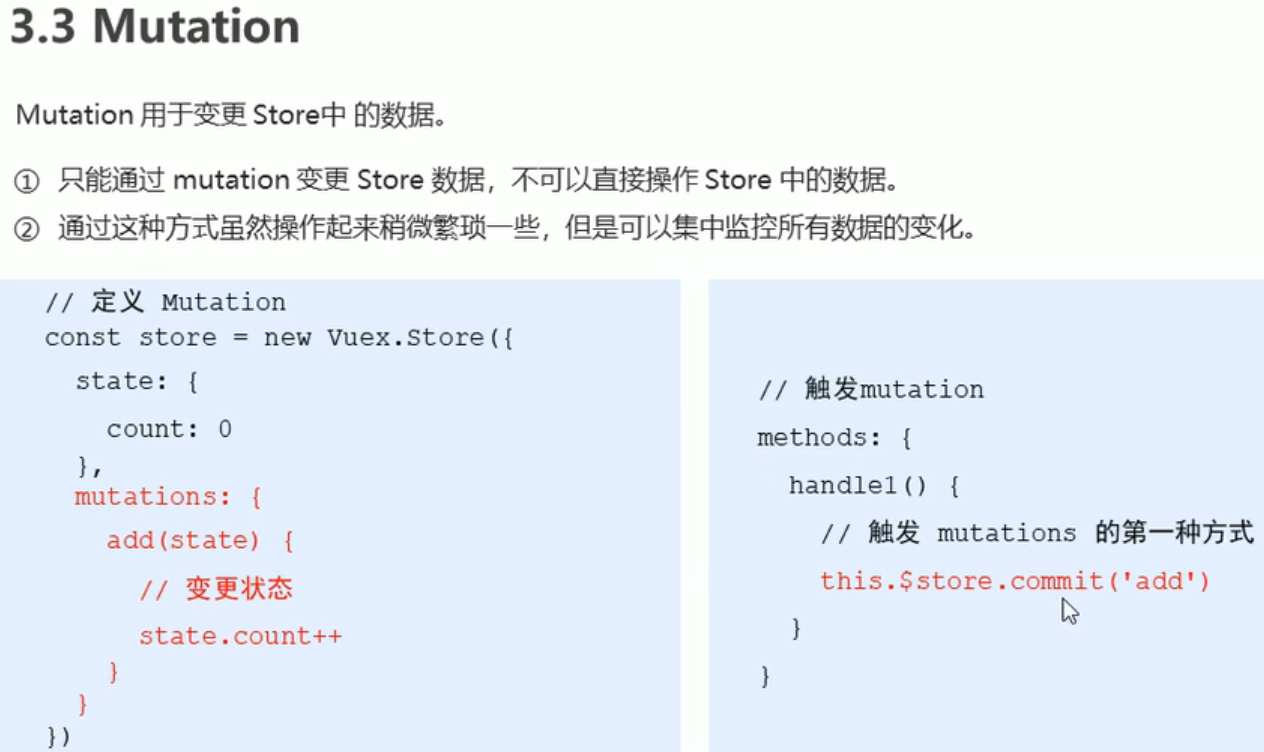 3.3 Mutation
Mutation 用于变更 Store中 的数据。
① 只能通过 mutation 变更 Store 数据，不可以直接操作 Store 中的数据。
② 通过这种方式虽然操作起来稍微繁琐一些，但是可以集中监控所有数据的变化。
// 定义 Mutation
const store = new Vuex.Store({
state: {
count: 0
},
mutations: {
add(state) {
// 变更状态
state.count++
}
}
})
// 触发mutation
methods: {
handle1() {
// 触发 mutations 的第一种方式
this.$store.commit('add')
}
}